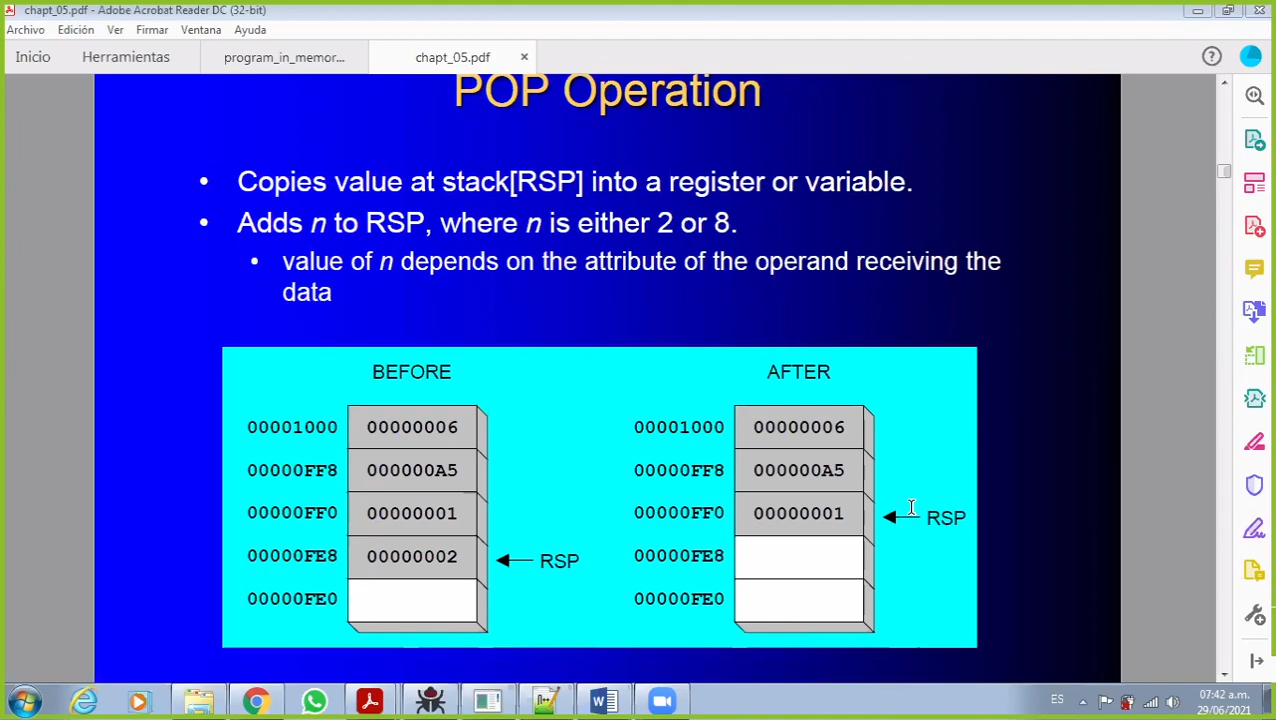 chapt_05.pdf - Adobe Acrobat Reader DC (32-bit)
Archivo Edición Ver Firmar Ventana Ayuda
Inicio Herramientas program_in_memor... chapt_05.pdf ×
POP Operation
• Copies value at stack[RSP] into a register or variable.
• Adds n to RSP, where n is either 2 or 8.
• value of n depends on the attribute of the operand receiving the
data
BEFORE AFTER
00001000 00000006 00001000 00000006
00000FF8 000000A5 00000FF8 000000A5
00000FF0 00000001 00000FF0 00000001 RSP
00000FE8 00000002 RSP 00000FE8
00000FE0 00000FE0
ES 07:42 a.m.
29/06/2021